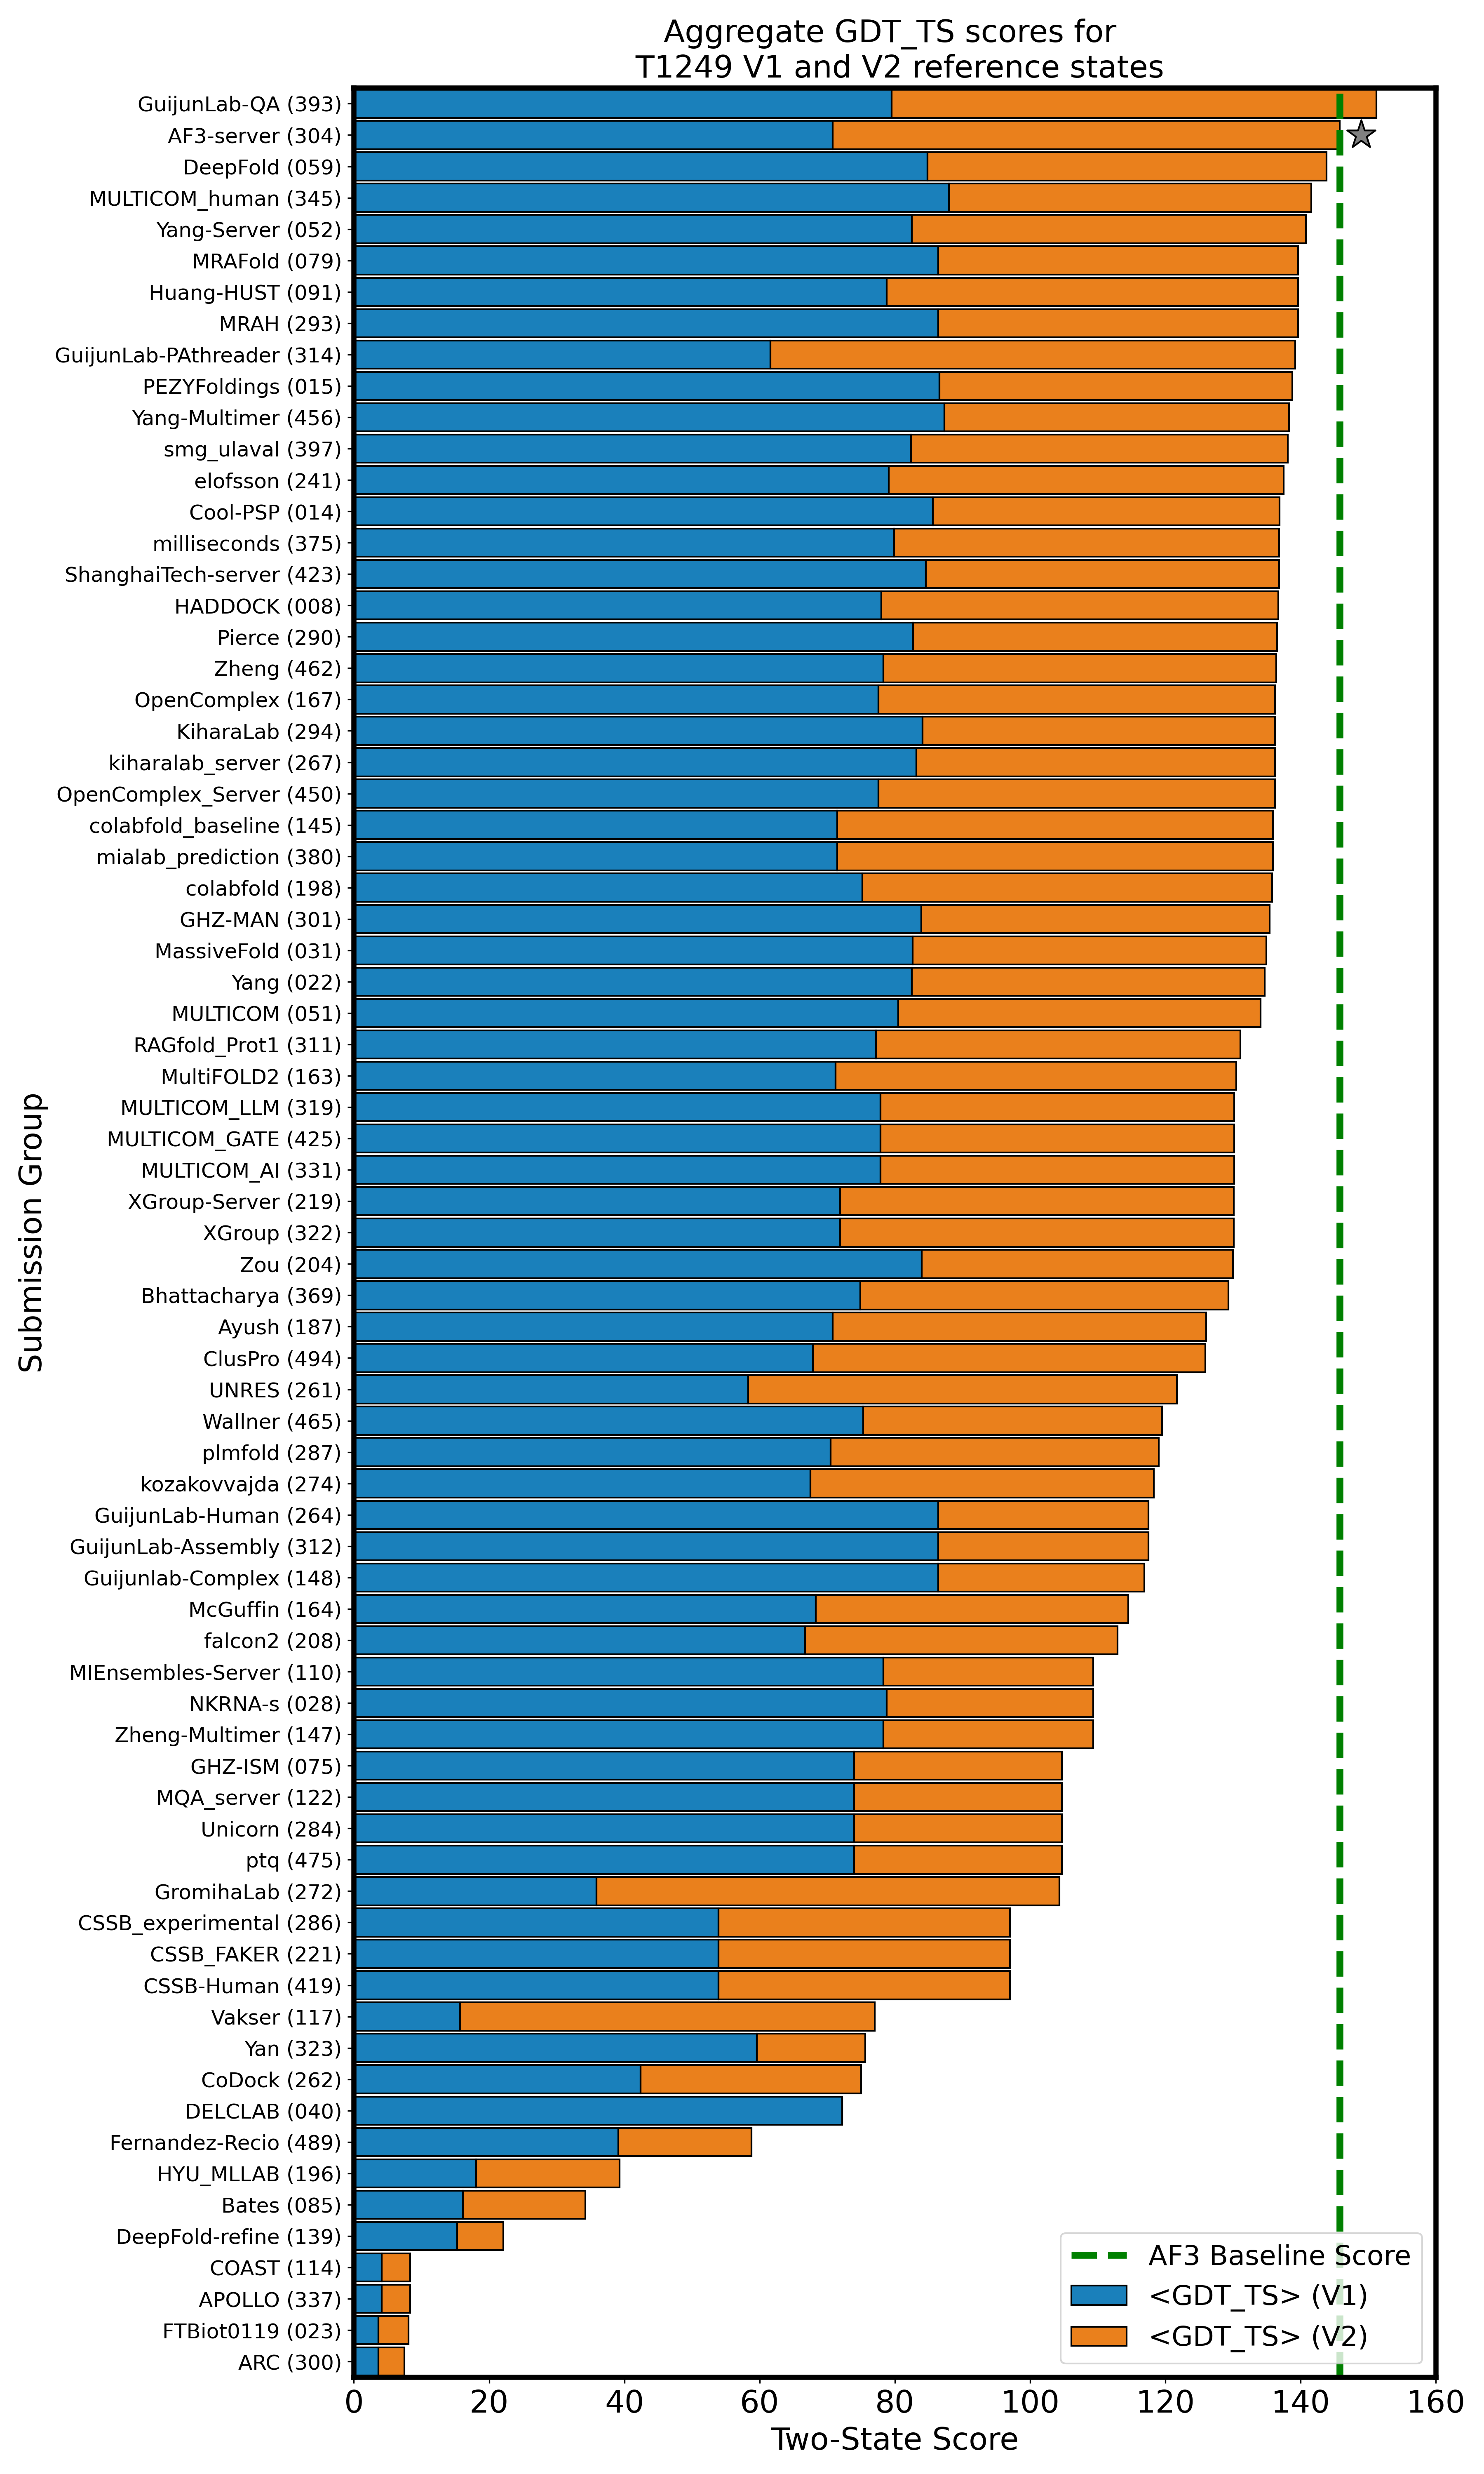 Aggregate GDT_TS scores for
T1249 V1 and V2 reference states
GuijunLab-QA (393)
AF3-server (304)
DeepFold (059)
MULTICOM_human (345)
Yang-Server (052)
MRAFold (079)
Huang-HUST (091)
MRAH (293)
GuijunLab-PAthreader (314)
PEZYFoldings (015)
Yang-Multimer (456)
smg_ulaval (397)
elofsson (241)
Cool-PSP (014)
milliseconds (375)
ShanghaiTech-server (423)
HADDOCK (008)
Pierce (290)
Zheng (462)
OpenComplex (167)
KiharaLab (294)
kiharalab_server (267)
OpenComplex_Server (450)
colabfold_baseline (145)
mialab_prediction (380)
colabfold (198)
GHZ-MAN (301)
MassiveFold (031)
Yang (022)
MULTICOM (051)
RAGfold_Prot1 (311)
MultiFOLD2 (163)
MULTICOM_LLM (319)
MULTICOM_GATE (425)
MULTICOM_AI (331)
XGroup-Server (219)
XGroup (322)
Zou (204)
Bhattacharya (369)
Ayush (187)
ClusPro (494)
UNRES (261)
Wallner (465)
plmfold (287)
kozakovvajda (274)
GuijunLab-Human (264)
GuijunLab-Assembly (312)
Guijunlab-Complex (148)
McGuffin (164)
falcon2 (208)
MIEnsembles-Server (110)
NKRNA-s (028)
Zheng-Multimer (147)
GHZ-ISM (075)
MQA_server (122)
Unicorn (284)
ptq (475)
GromihaLab (272)
CSSB_experimental (286)
CSSB_FAKER (221)
CSSB-Human (419)
Vakser (117)
Yan (323)
CoDock (262)
DELCLAB (040)
Fernandez-Recio (489)
HYU_MLLAB (196)
Bates (085)
DeepFold-refine (139)
COAST (114)
APOLLO (337)
FTBiot0119 (023)
ARC (300)
Submission Group
AF3 Baseline Score
<GDT_TS> (V1)
<GDT_TS> (V2)
0 20 40 60 80 100 120 140 160
Two-State Score